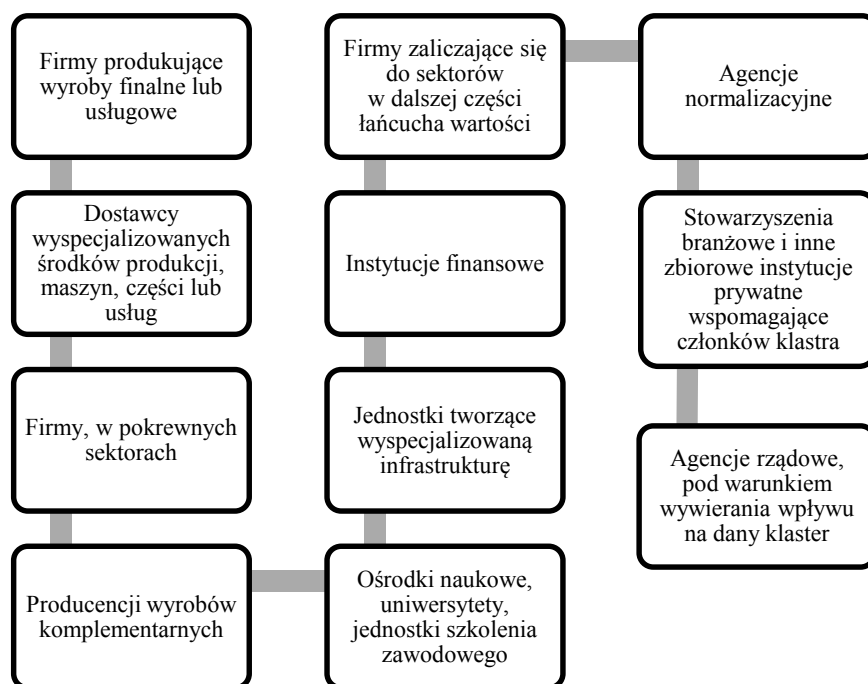 Firmy produkujące
wyroby finalne lub
usługowe
Dostawcy
wyspecjalizowanych
środków produkcji,
maszyn, części lub
usług
Firmy, w pokrewnych
sektorach
Producencji wyrobów
komplementarnych
Ośrodki naukowe,
uniwersytety,
jednostki szkolenia
zawodowego
Jednostki tworzące
wyspecjalizowaną
infrastrukturę
Instytucje finansowe
Firmy zaliczające się
do sektorów
w dalszej części
łańcucha wartości
Agencje
normalizacyjne
Stowarzyszenia
branżowe i inne
zbiorowe instytucje
prywatne
wspomagające
członków klastra
Agencje rządowe,
pod warunkiem
wywierania wpływu
na dany klaster